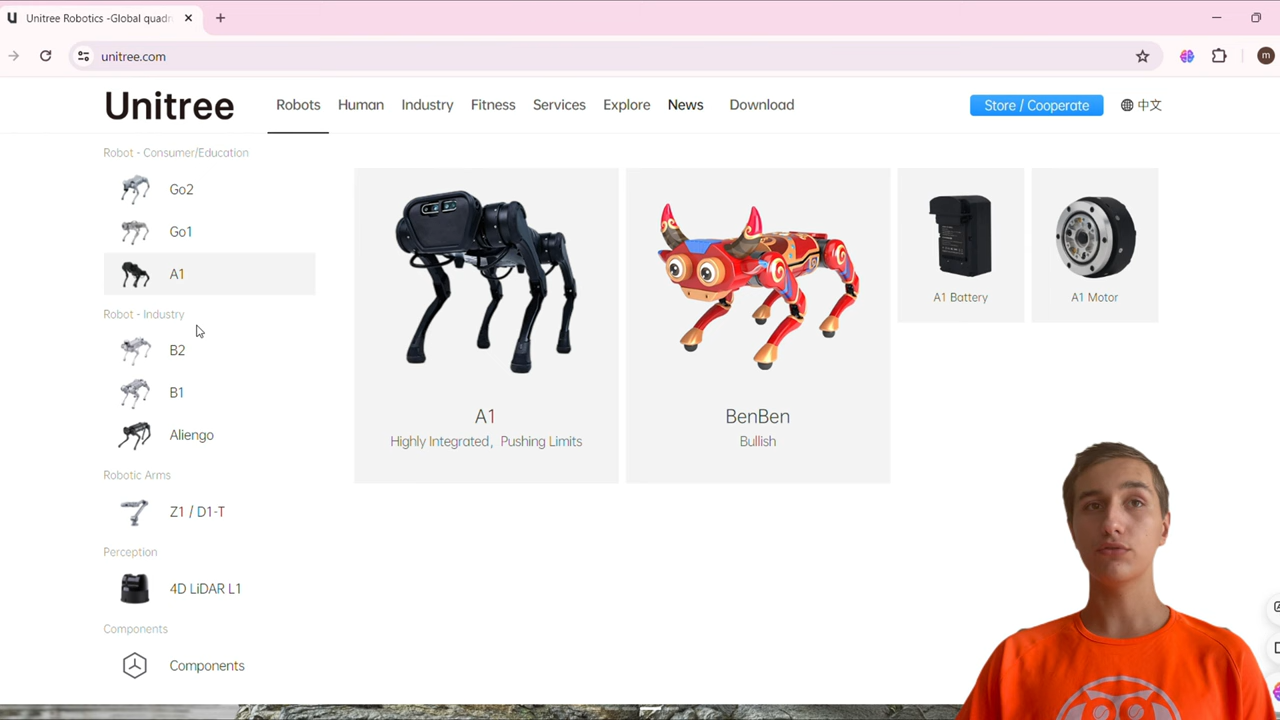 Unitree Robotics -Global quadr
unitree.com
m
Unitree
Robots
Human
Industry
Fitness
Services
Explore
News
Download
Store / Cooperate
中文
Robot - Consumer/Education
Go2
Go1
A1
Robot - Industry
B2
B1
Aliengo
Robotic Arms
Z1 / D1-T
Perception
4D LiDAR L1
Components
Components
A1
Highly Integrated，Pushing Limits
BenBen
Bullish
A1 Battery
A1 Motor